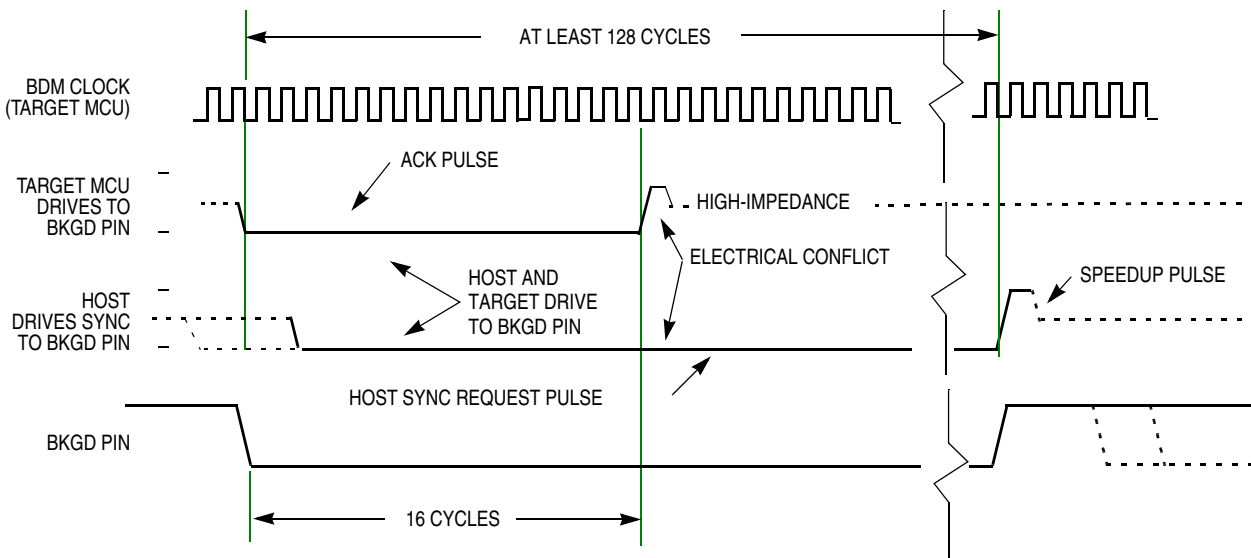 AT LEAST 128 CYCLES
BDM CLOCK
(TARGET MCU)
ACK PULSE
TARGET MCU
DRIVES TO
BKGD PIN
HIGH-IMPEDANCE
ELECTRICAL CONFLICT
HOST AND
TARGET DRIVE
TO BKGD PIN
SPEEDUP PULSE
HOST
DRIVES SYNC
TO BKGD PIN
HOST SYNC REQUEST PULSE
BKGD PIN
16 CYCLES